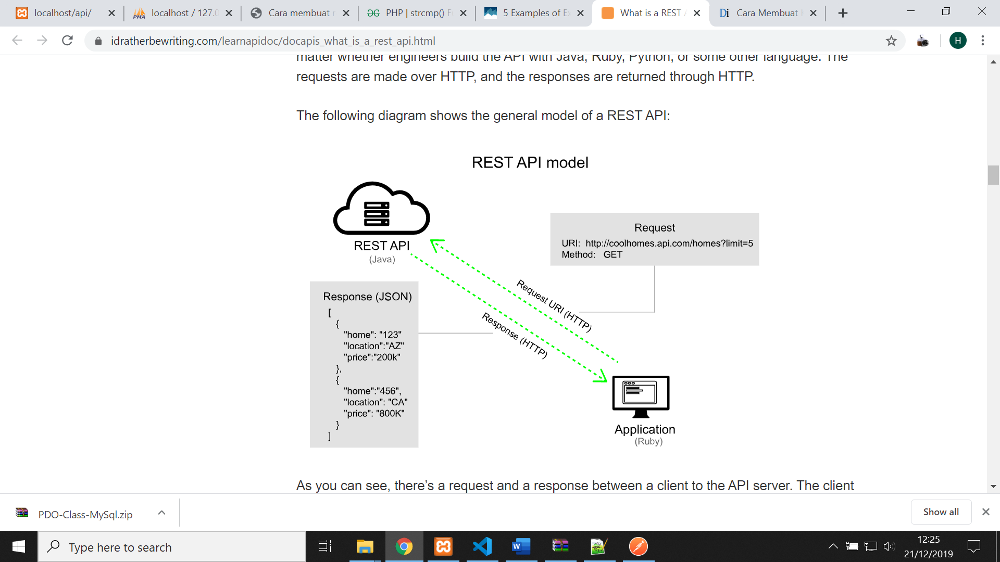 localhost/api/
localhost / 127.0
Cara membuat
PHP | strcmp() F
5 Examples of E
What is a REST A
Cara Membuat
H
idratherbewriting.com/learnapidoc/docapis_what_is_a_rest_api.html
matter whether engineers build the API with Java, Ruby, Python, or some other language. The
requests are made over HTTP, and the responses are returned through HTTP.
The following diagram shows the general model of a REST API:
REST API model
REST API
(Java)
Request
URI: http://coolhomes.api.com/homes?limit=5
Method: GET
Request URI (HTTP)
Response (HTTP)
Response (JSON)
[
{
"home": "123"
"location":"AZ"
"price":"200k"
},
{
"home":"456",
"location": "CA"
"price": "800K"
}
]
Application
(Ruby)
As you can see, there’s a request and a response between a client to the API server. The client
PDO-Class-MySql.zip
Show all
Type here to search
12:25
21/12/2019